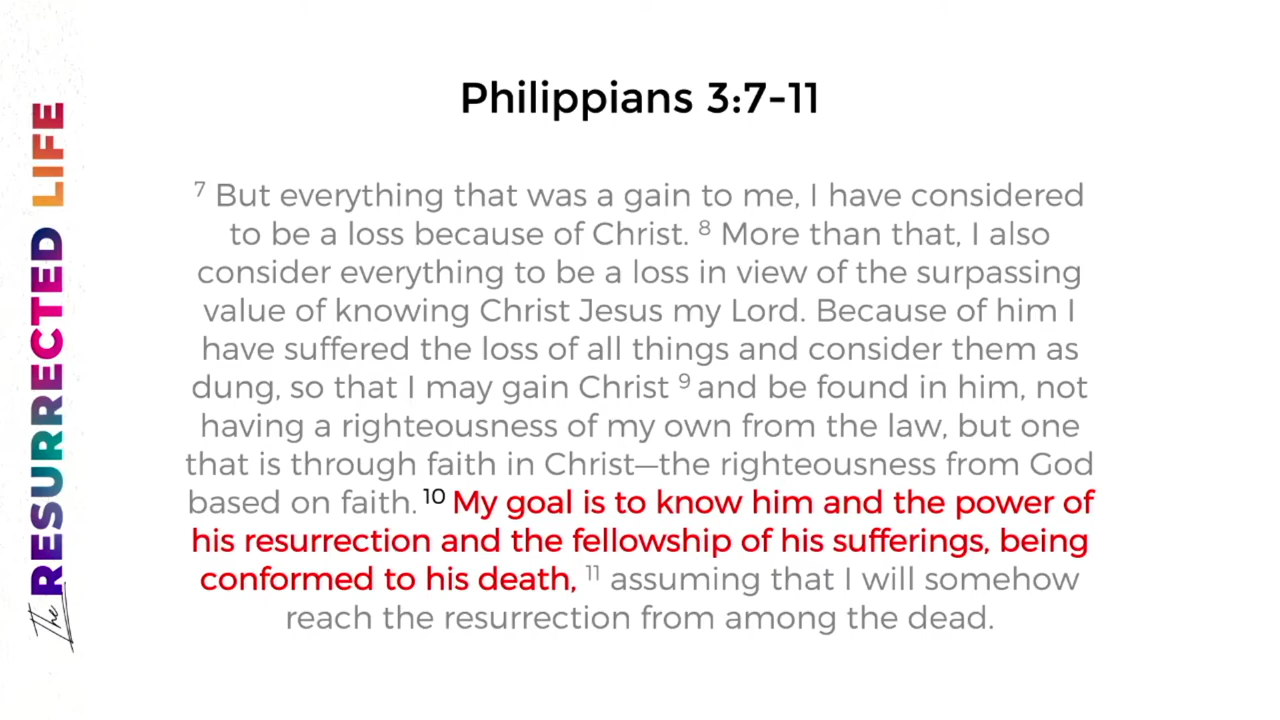 The RESURRECTED LIFE
Philippians 3:7-11
⁷ But everything that was a gain to me, I have considered
to be a loss because of Christ. ⁸ More than that, I also
consider everything to be a loss in view of the surpassing
value of knowing Christ Jesus my Lord. Because of him I
have suffered the loss of all things and consider them as
dung, so that I may gain Christ ⁹ and be found in him, not
having a righteousness of my own from the law, but one
that is through faith in Christ—the righteousness from God
based on faith. ¹⁰ My goal is to know him and the power of
his resurrection and the fellowship of his sufferings, being
conformed to his death, ¹¹ assuming that I will somehow
reach the resurrection from among the dead.